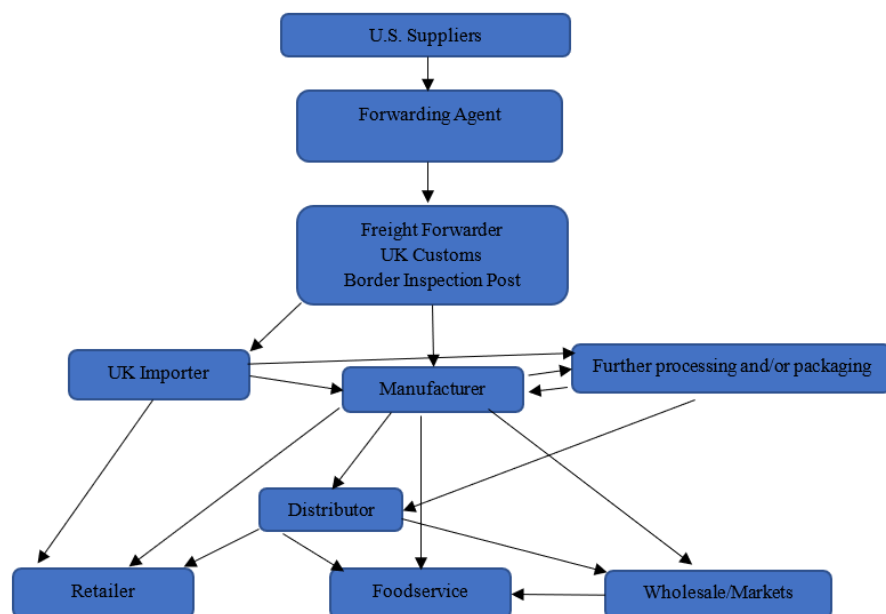 U.S. Suppliers
Forwarding Agent
Freight Forwarder
UK Customs
Border Inspection Post
UK Importer
Manufacturer
Further processing and/or packaging
Distributor
Retailer
Foodservice
Wholesale/Markets